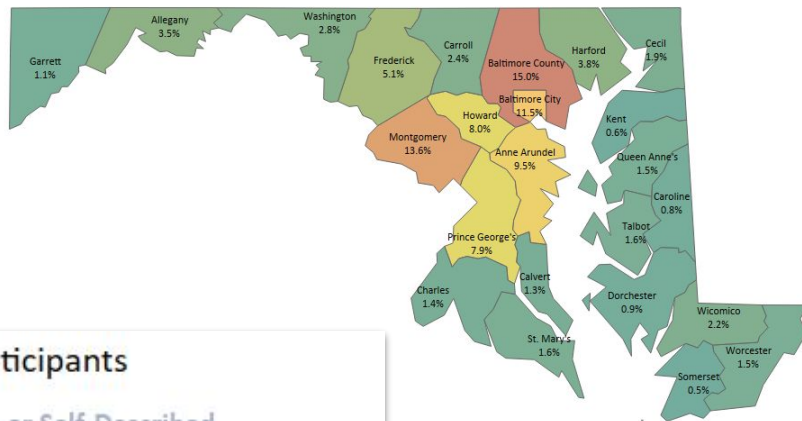 Allegany
3.5%
Washington
2.8%
Garrett
1.1%
Frederick
5.1%
Carroll
2.4%
Baltimore County
15.0%
Harford
3.8%
Cecil
1.9%
Baltimore City
11.5%
Howard
8.0%
Montgomery
13.6%
Anne Arundel
9.5%
Kent
0.6%
Queen Anne's
1.5%
Caroline
0.8%
Talbot
1.6%
Prince George's
7.9%
Calvert
1.3%
Charles
1.4%
St. Mary's
1.6%
Dorchester
0.9%
Wicomico
2.2%
Worcester
1.5%
Somerset
0.5%
ticipants
or Self-Described